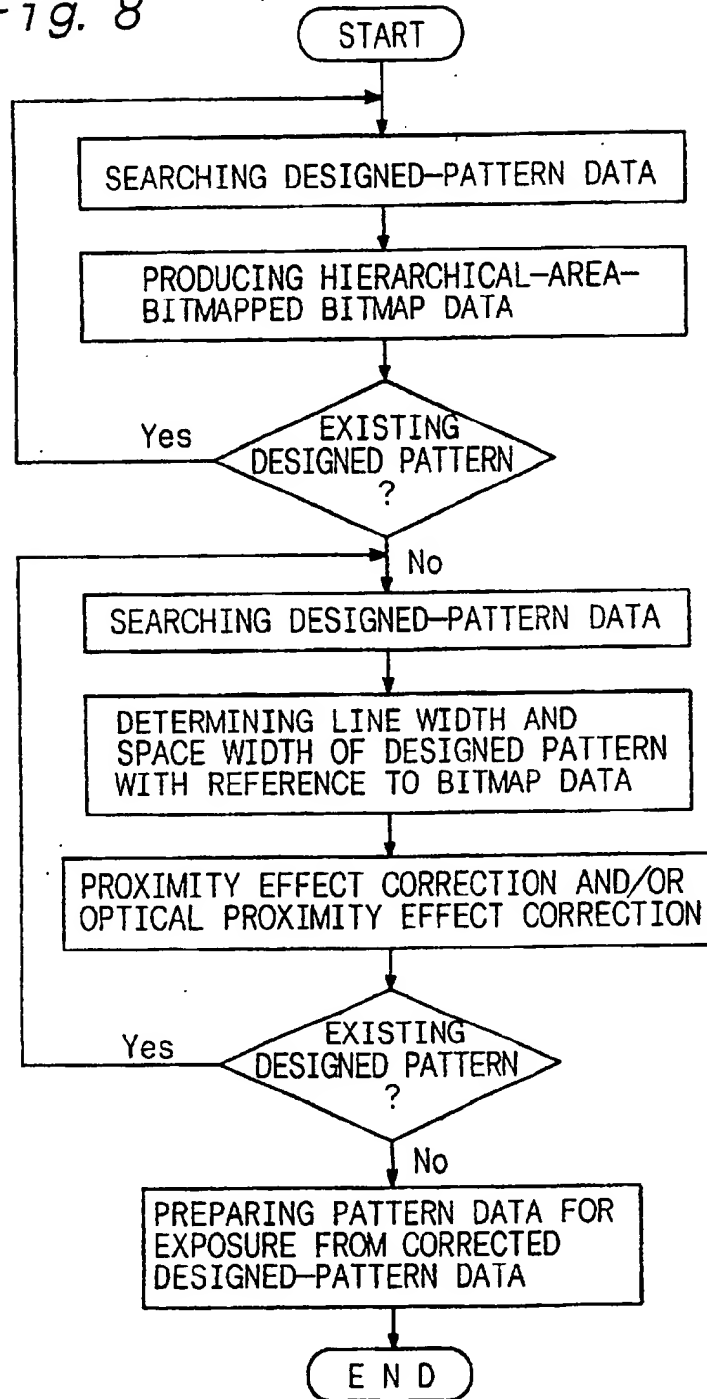 Fig. 8
START
SEARCHING DESIGNED-PATTERN DATA
PRODUCING HIERARCHICAL-AREA-
BITMAPPED BITMAP DATA
Yes
EXISTING
DESIGNED PATTERN
?
No
SEARCHING DESIGNED-PATTERN DATA
DETERMINING LINE WIDTH AND
SPACE WIDTH OF DESIGNED PATTERN
WITH REFERENCE TO BITMAP DATA
PROXIMITY EFFECT CORRECTION AND/OR
OPTICAL PROXIMITY EFFECT CORRECTION
Yes
EXISTING
DESIGNED PATTERN
?
No
PREPARING PATTERN DATA FOR
EXPOSURE FROM CORRECTED
DESIGNED-PATTERN DATA
END